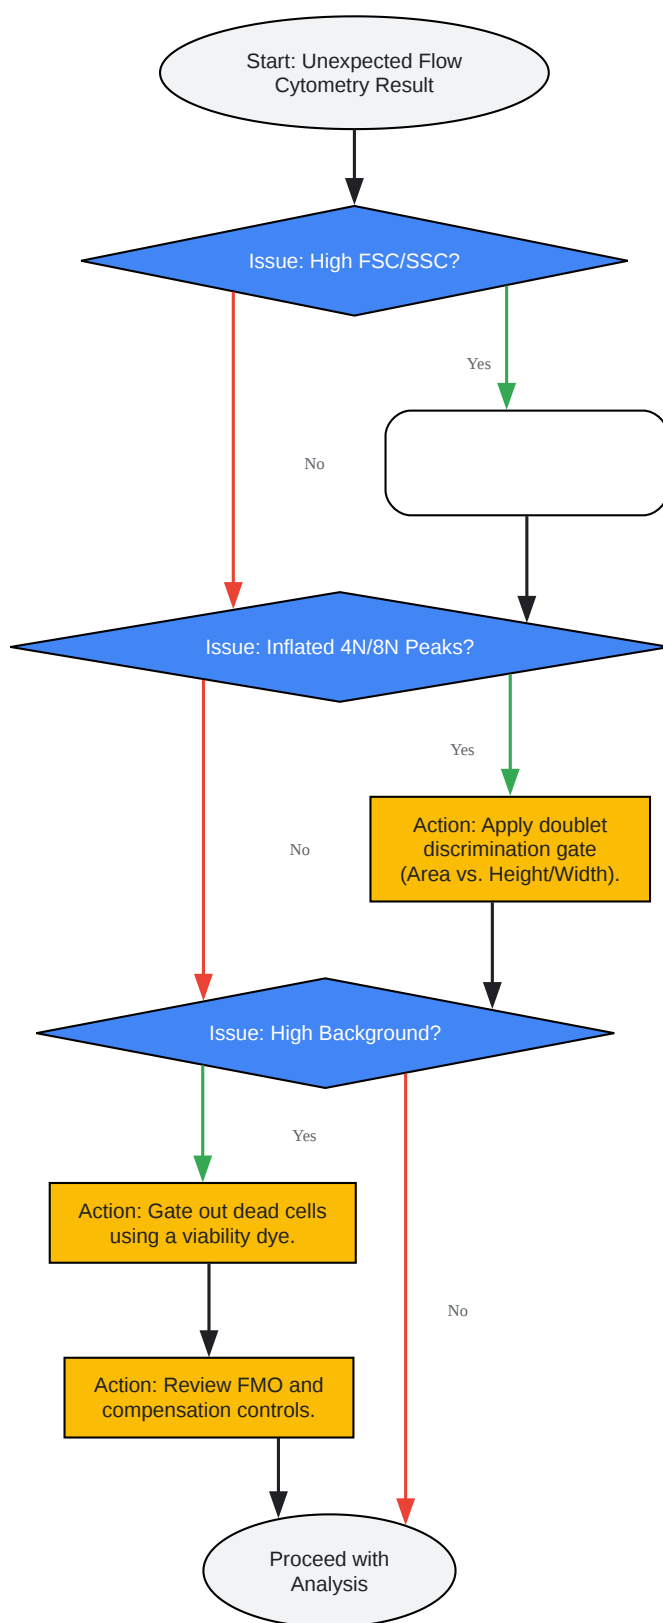 Start: Unexpected Flow
Cytometry Result
Issue: High FSC/SSC?
Yes
No
Issue: Inflated 4N/8N Peaks?
Yes
Action: Apply doublet
discrimination gate
(Area vs. Height/Width).
No
Issue: High Background?
Yes
Action: Gate out dead cells
using a viability dye.
No
Action: Review FMO and
compensation controls.
Proceed with
Analysis